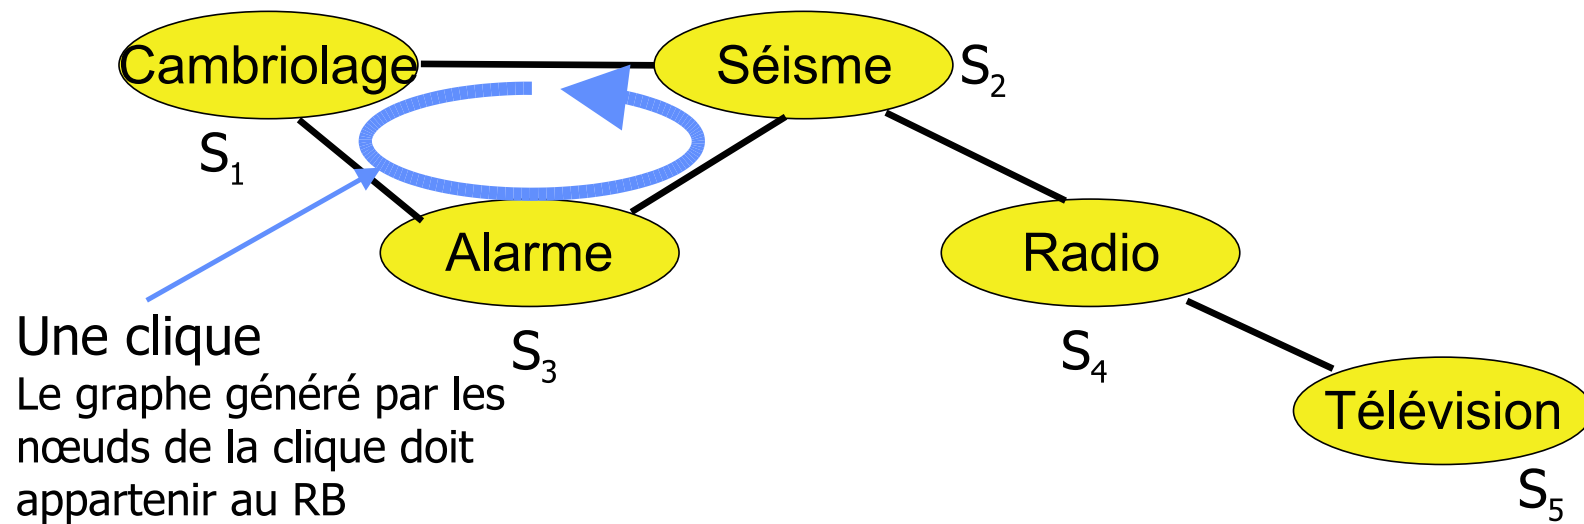 Cambriolage
Séisme
S2
S1
Alarme
Radio
Une clique
S3
S4
Le graphe généré par les
nœuds de la clique doit
appartenir au RB
Télévision
S5